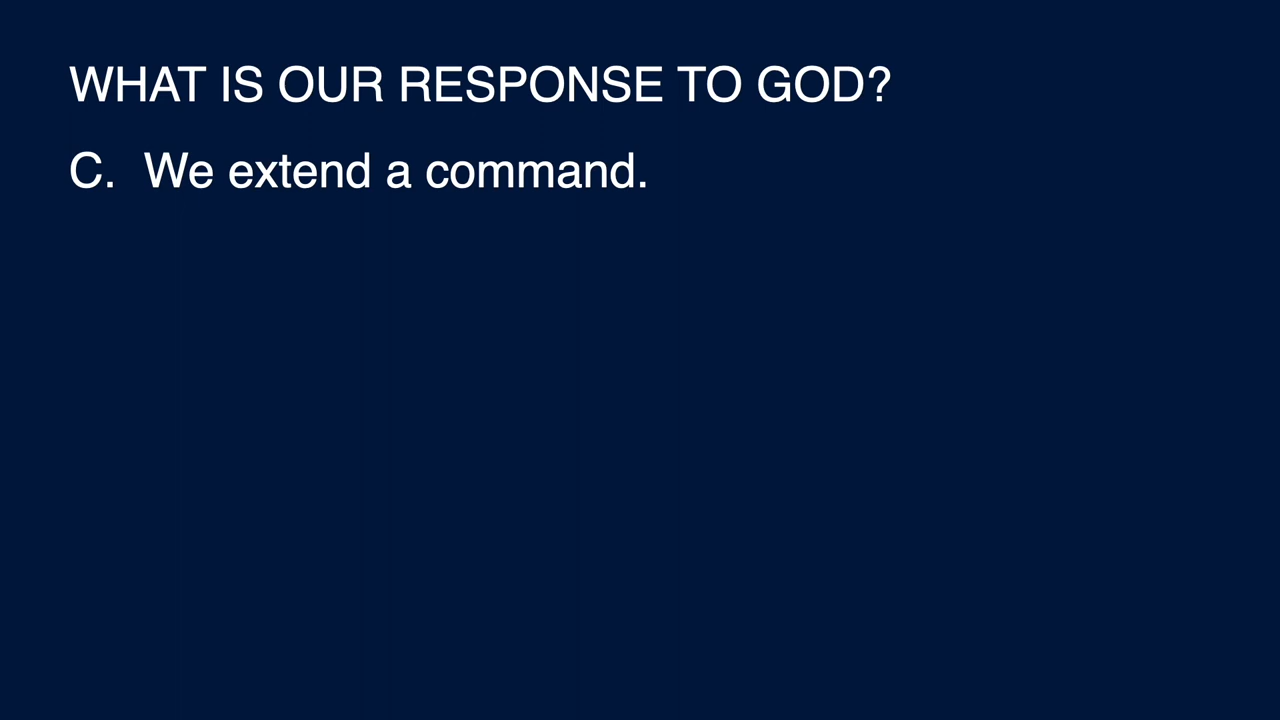 WHAT IS OUR RESPONSE TO GOD?
C. We extend a command.